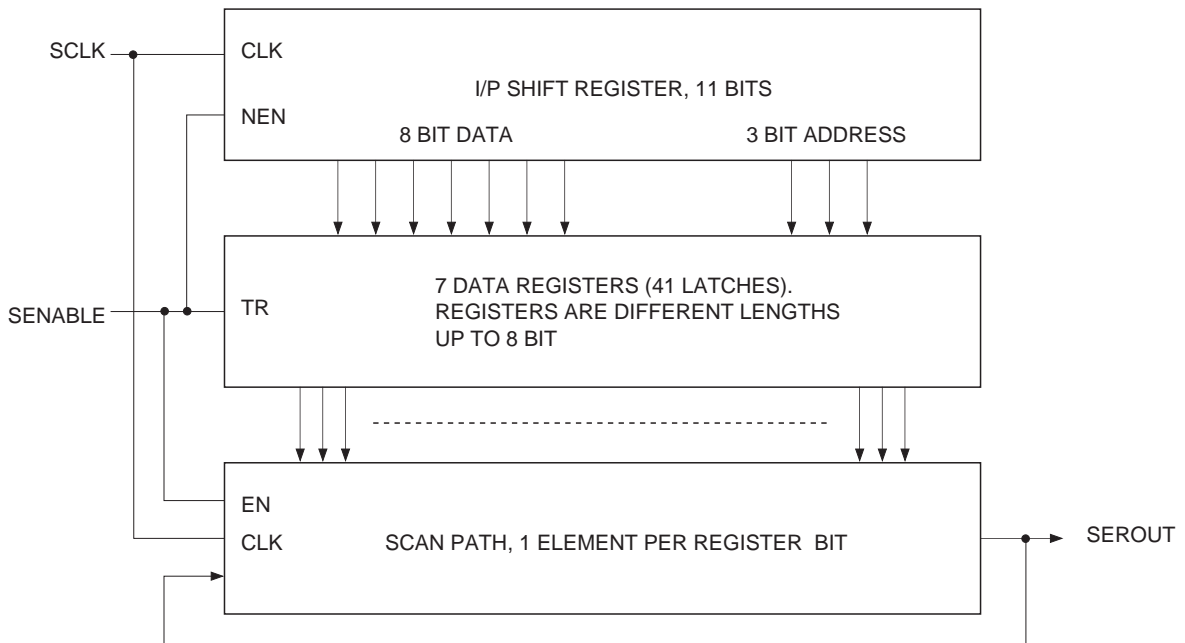 SCLK
CLK
I/P SHIFT REGISTER, 11 BITS
NEN
8 BIT DATA
3 BIT ADDRESS
SENABLE
TR
7 DATA REGISTERS (41 LATCHES).
REGISTERS ARE DIFFERENT LENGTHS
UP TO 8 BIT
EN
CLK
SCAN PATH, 1 ELEMENT PER REGISTER BIT
SEROUT